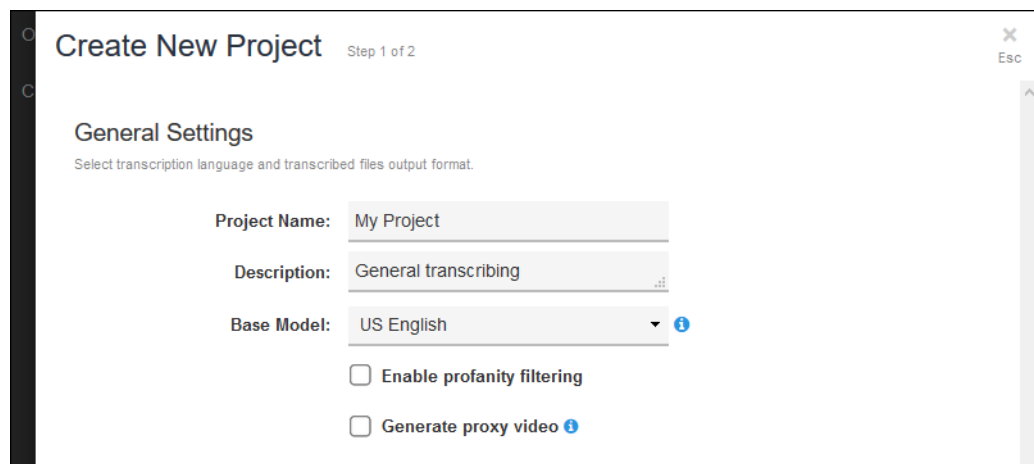 O
Create New Project Step 1 of 2
Esc
C
General Settings
Select transcription language and transcribed files output format.
Project Name: My Project
Description: General transcribing
Base Model: US English
Enable profanity filtering
Generate proxy video